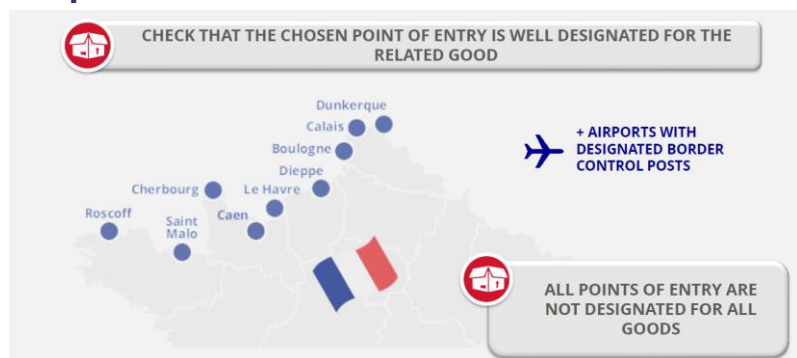 CHECK THAT THE CHOSEN POINT OF ENTRY IS WELL DESIGNATED FOR THE
RELATED GOOD
Dunkerque
Calais
Boulogne
Dieppe
Cherbourg
Le Havre
Roscoff
Saint
Malo
Caen
+ AIRPORTS WITH
DESIGNATED BORDER
CONTROL POSTS
ALL POINTS OF ENTRY ARE
NOT DESIGNATED FOR ALL
GOODS